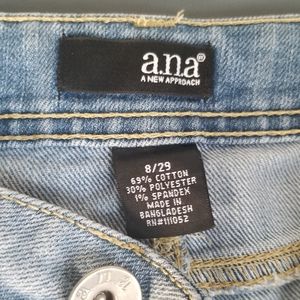 a.n.a®
A NEW APPROACH
8/29
69% COTTON
30% POLYESTER
1% SPANDEX
MADE IN
BANGLADESH
RN#111052